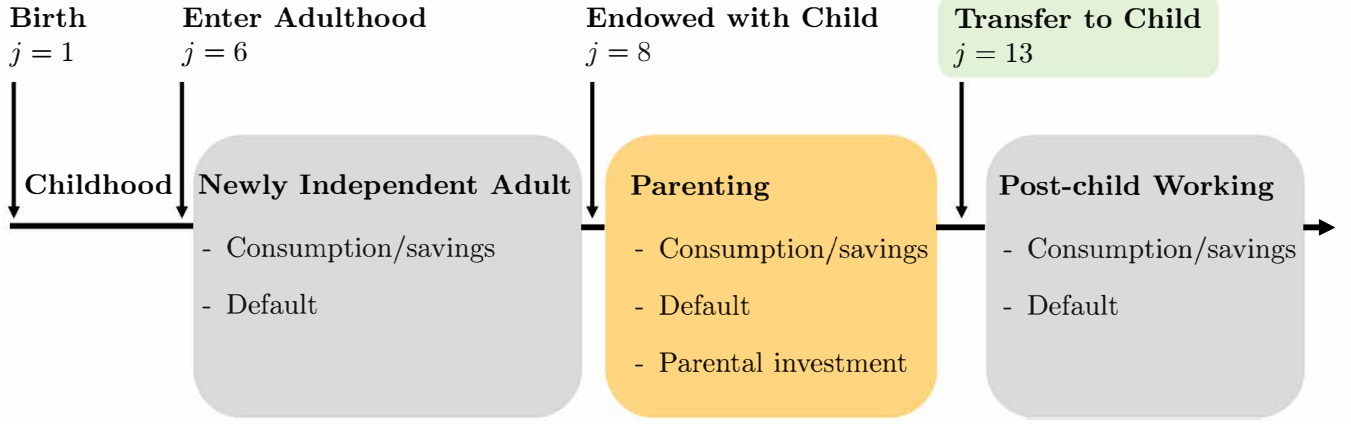 Birth
j = 1
Enter Adulthood
j = 6
Endowed with Child
j = 8
Transfer to Child
j = 13
Childhood
Newly Independent Adult
- Consumption/savings
- Default
Parenting
- Consumption/savings
- Default
- Parental investment
Post-child Working
- Consumption/savings
- Default